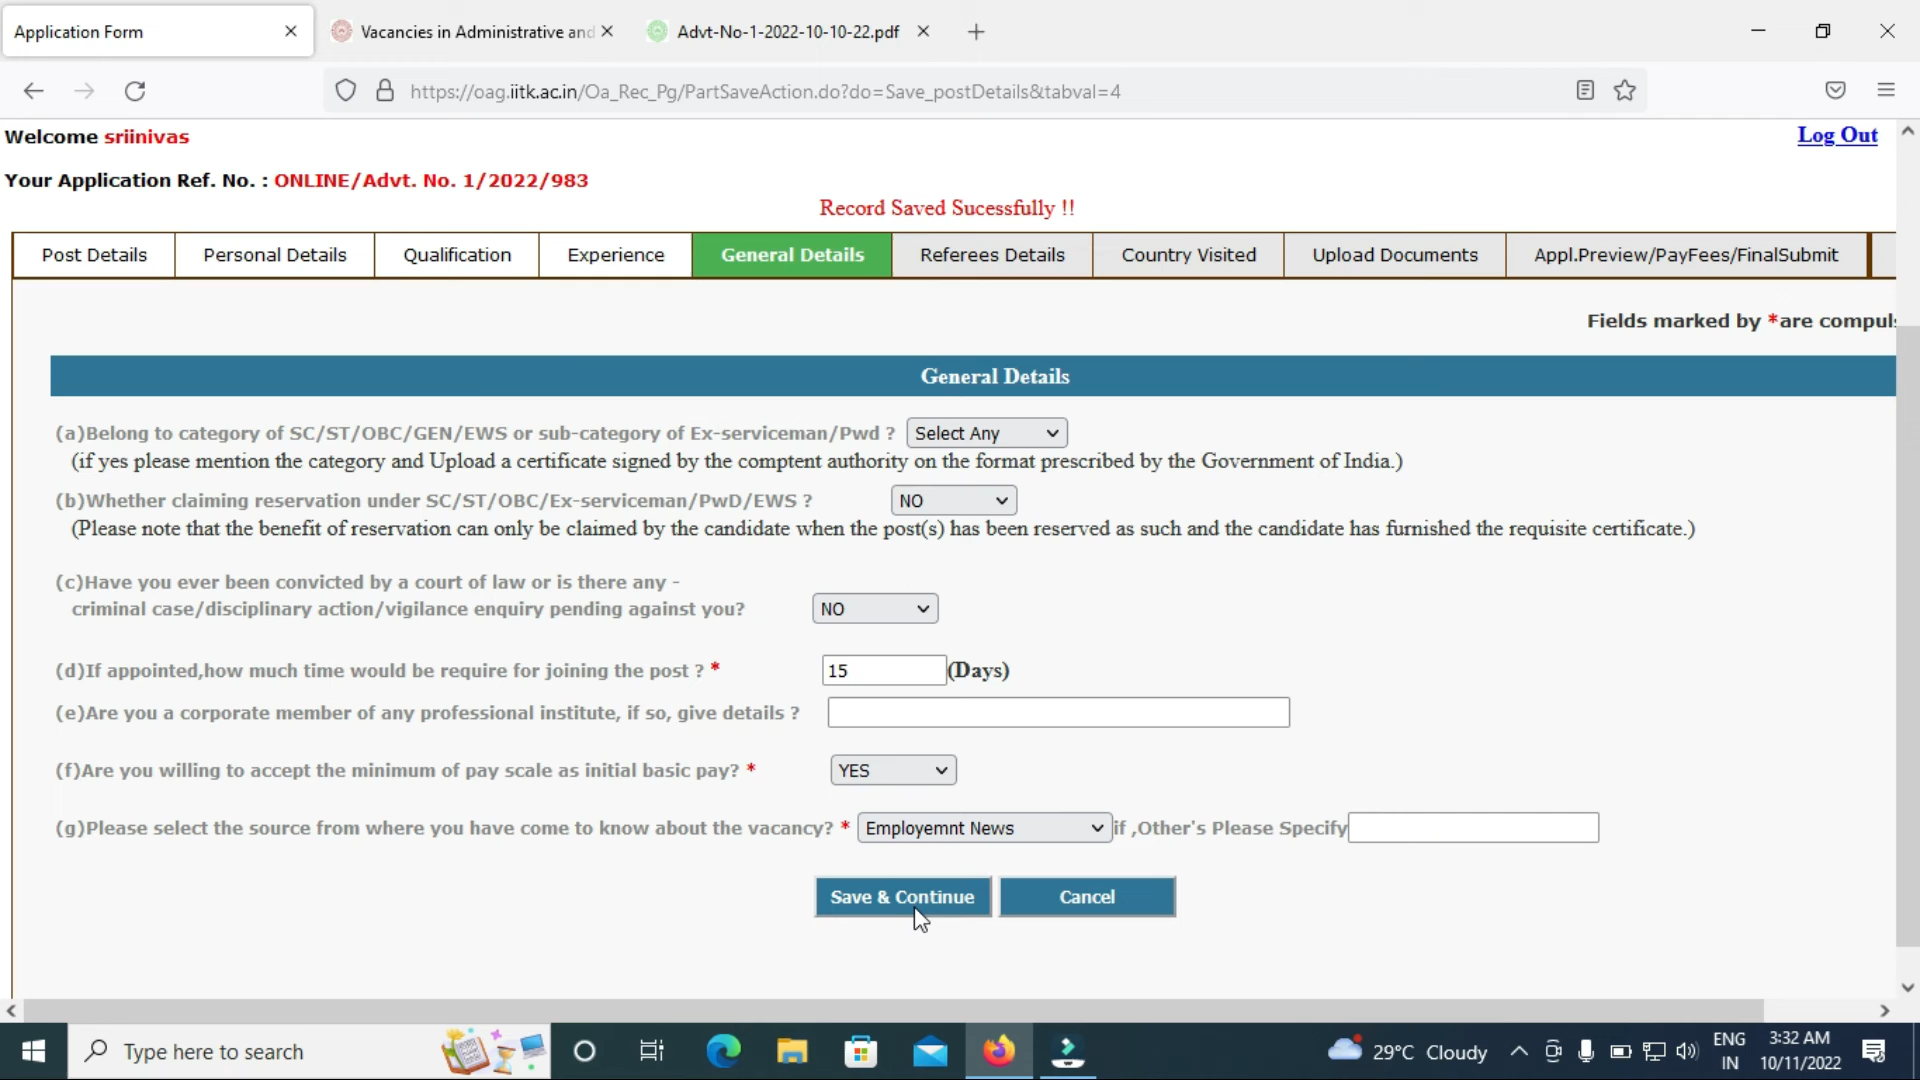 Application Form
Vacancies in Administrative and
Advt-No-1-2022-10-10-22.pdf
https://oag.iitk.ac.in/Oa_Rec_Pg/PartSaveAction.do?do=Save_postDetails&tabval=4
Welcome sriinivas
Log Out
Your Application Ref. No. : ONLINE/Advt. No. 1/2022/983
Record Saved Sucessfully !!
Post Details
Personal Details
Qualification
Experience
General Details
Referees Details
Country Visited
Upload Documents
Appl.Preview/PayFees/FinalSubmit
Fields marked by *are compuls
General Details
(a)Belong to category of SC/ST/OBC/GEN/EWS or sub-category of Ex-serviceman/Pwd ? Select Any
(if yes please mention the category and Upload a certificate signed by the comptent authority on the format prescribed by the Government of India.)
(b)Whether claiming reservation under SC/ST/OBC/Ex-serviceman/PwD/EWS ? NO
(Please note that the benefit of reservation can only be claimed by the candidate when the post(s) has been reserved as such and the candidate has furnished the requisite certificate.)
(c)Have you ever been convicted by a court of law or is there any -
criminal case/disciplinary action/vigilance enquiry pending against you? NO
(d)If appointed,how much time would be require for joining the post ? * 15 (Days)
(e)Are you a corporate member of any professional institute, if so, give details ?
(f)Are you willing to accept the minimum of pay scale as initial basic pay? * YES
(g)Please select the source from where you have come to know about the vacancy? * Employemnt News if ,Other's Please Specify
Save & Continue
Cancel
Type here to search
29°C Cloudy
ENG
IN
3:32 AM
10/11/2022